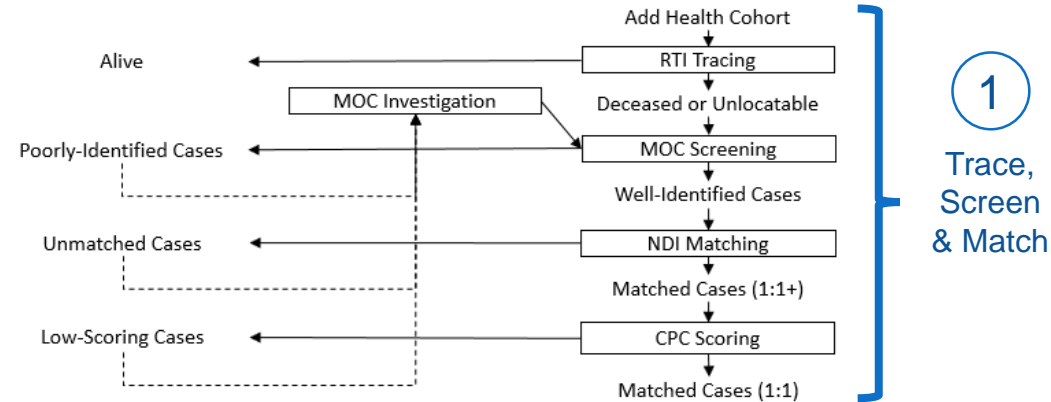 Add Health Cohort
Alive
RTI Tracing
MOC Investigation
Deceased or Unlocatable
Poorly-Identified Cases
MOC Screening
Well-Identified Cases
Unmatched Cases
NDI Matching
Matched Cases (1:1+)
Low-Scoring Cases
CPC Scoring
Matched Cases (1:1)
1
Trace,
Screen
& Match